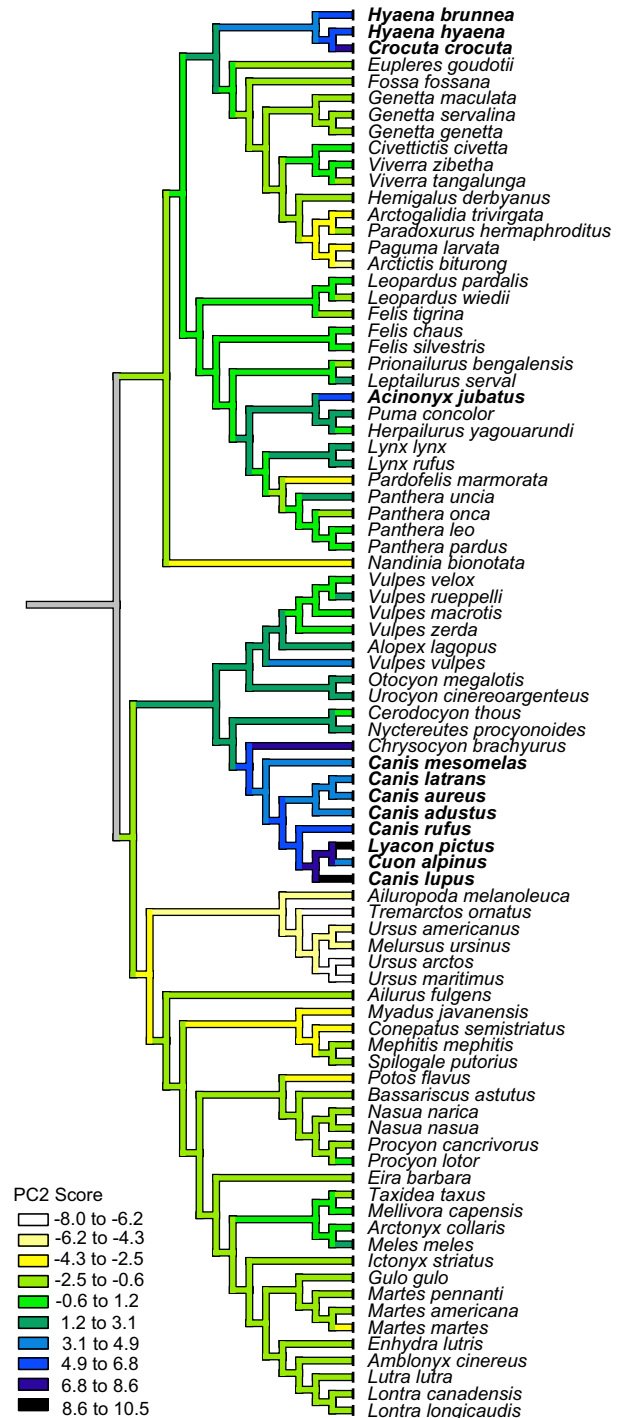 Hyaena brunnea
Hyaena hyaena
Crocuta crocuta
Eupleres goudotii
Fossa fossana
Genetta maculata
Genetta servalina
Genetta genetta
Civettictis civetta
Viverra zibetha
Viverra tangalunga
Hemigalus derbyanus
Arctogalidia trivirgata
Paradoxurus hermaphroditus
Paguma larvata
Arctictis biturong
Leopardus pardalis
Leopardus wiedii
Felis tigrina
Felis chaus
Felis silvestris
Prionailurus bengalensis
Leptailurus serval
Acinonyx jubatus
Puma concolor
Herpailurus yagouarundi
Lynx lynx
Lynx rufus
Pardofelis marmorata
Panthera uncia
Panthera onca
Panthera leo
Panthera pardus
Nandinia bionotata
Vulpes velox
Vulpes rueppelli
Vulpes macrotis
Vulpes zerda
Alopex lagopus
Vulpes vulpes
Otocyon megalotis
Urocyon cinereoargenteus
Cerodocyon thous
Nyctereutes procyonoides
Chrysocyon brachyurus
Canis mesomelas
Canis latrans
Canis aureus
Canis adustus
Canis rufus
Lyacon pictus
Cuon alpinus
Canis lupus
Ailuropoda melanoleuca
Tremarctos ornatus
Ursus americanus
Melursus ursinus
Ursus arctos
Ursus maritimus
Ailurus fulgens
Myadus javanensis
Conepatus semistriatus
Mephitis mephitis
Spilogale putorius
Potos flavus
Bassariscus astutus
Nasua narica
Nasua nasua
Procyon cancrivorus
Procyon lotor
Eira barbara
Taxidea taxus
Mellivora capensis
Arctonyx collaris
Meles meles
Ictonyx striatus
Gulo gulo
Martes pennanti
Martes americana
Martes martes
Enhydra lutris
Amblonyx cinereus
Lutra lutra
Lontra canadensis
Lontra longicaudis
PC2 Score
-8.0 to -6.2
-6.2 to -4.3
-4.3 to -2.5
-2.5 to -0.6
-0.6 to 1.2
1.2 to 3.1
3.1 to 4.9
4.9 to 6.8
6.8 to 8.6
8.6 to 10.5